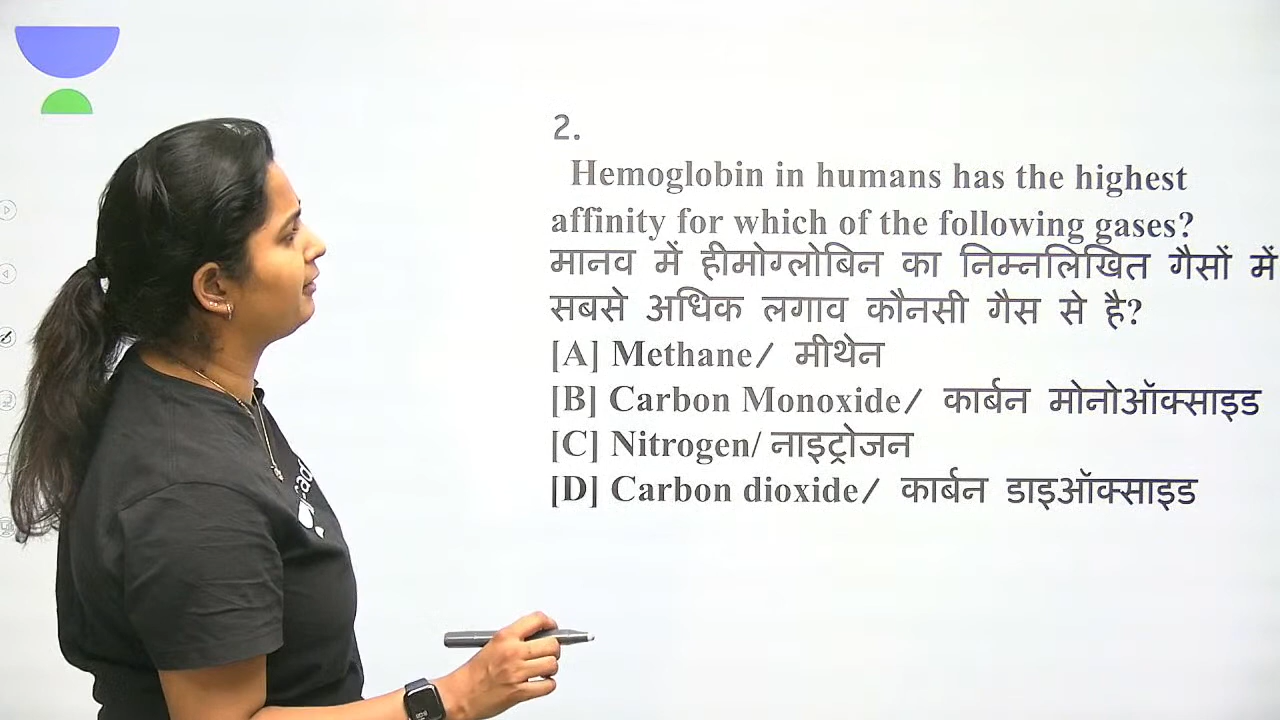 2.
Hemoglobin in humans has the highest
affinity for which of the following gases?
मानव में हीमोग्लोबिन का निम्नलिखित गैसों में
सबसे अधिक लगाव कौनसी गैस से है?
[A] Methane/ मीथेन
[B] Carbon Monoxide/ कार्बन मोनोऑक्साइड
[C] Nitrogen/ नाइट्रोजन
[D] Carbon dioxide/ कार्बन डाइऑक्साइड